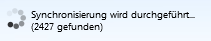 Synchronisierung wird durchgeführt...
(2427 gefunden)